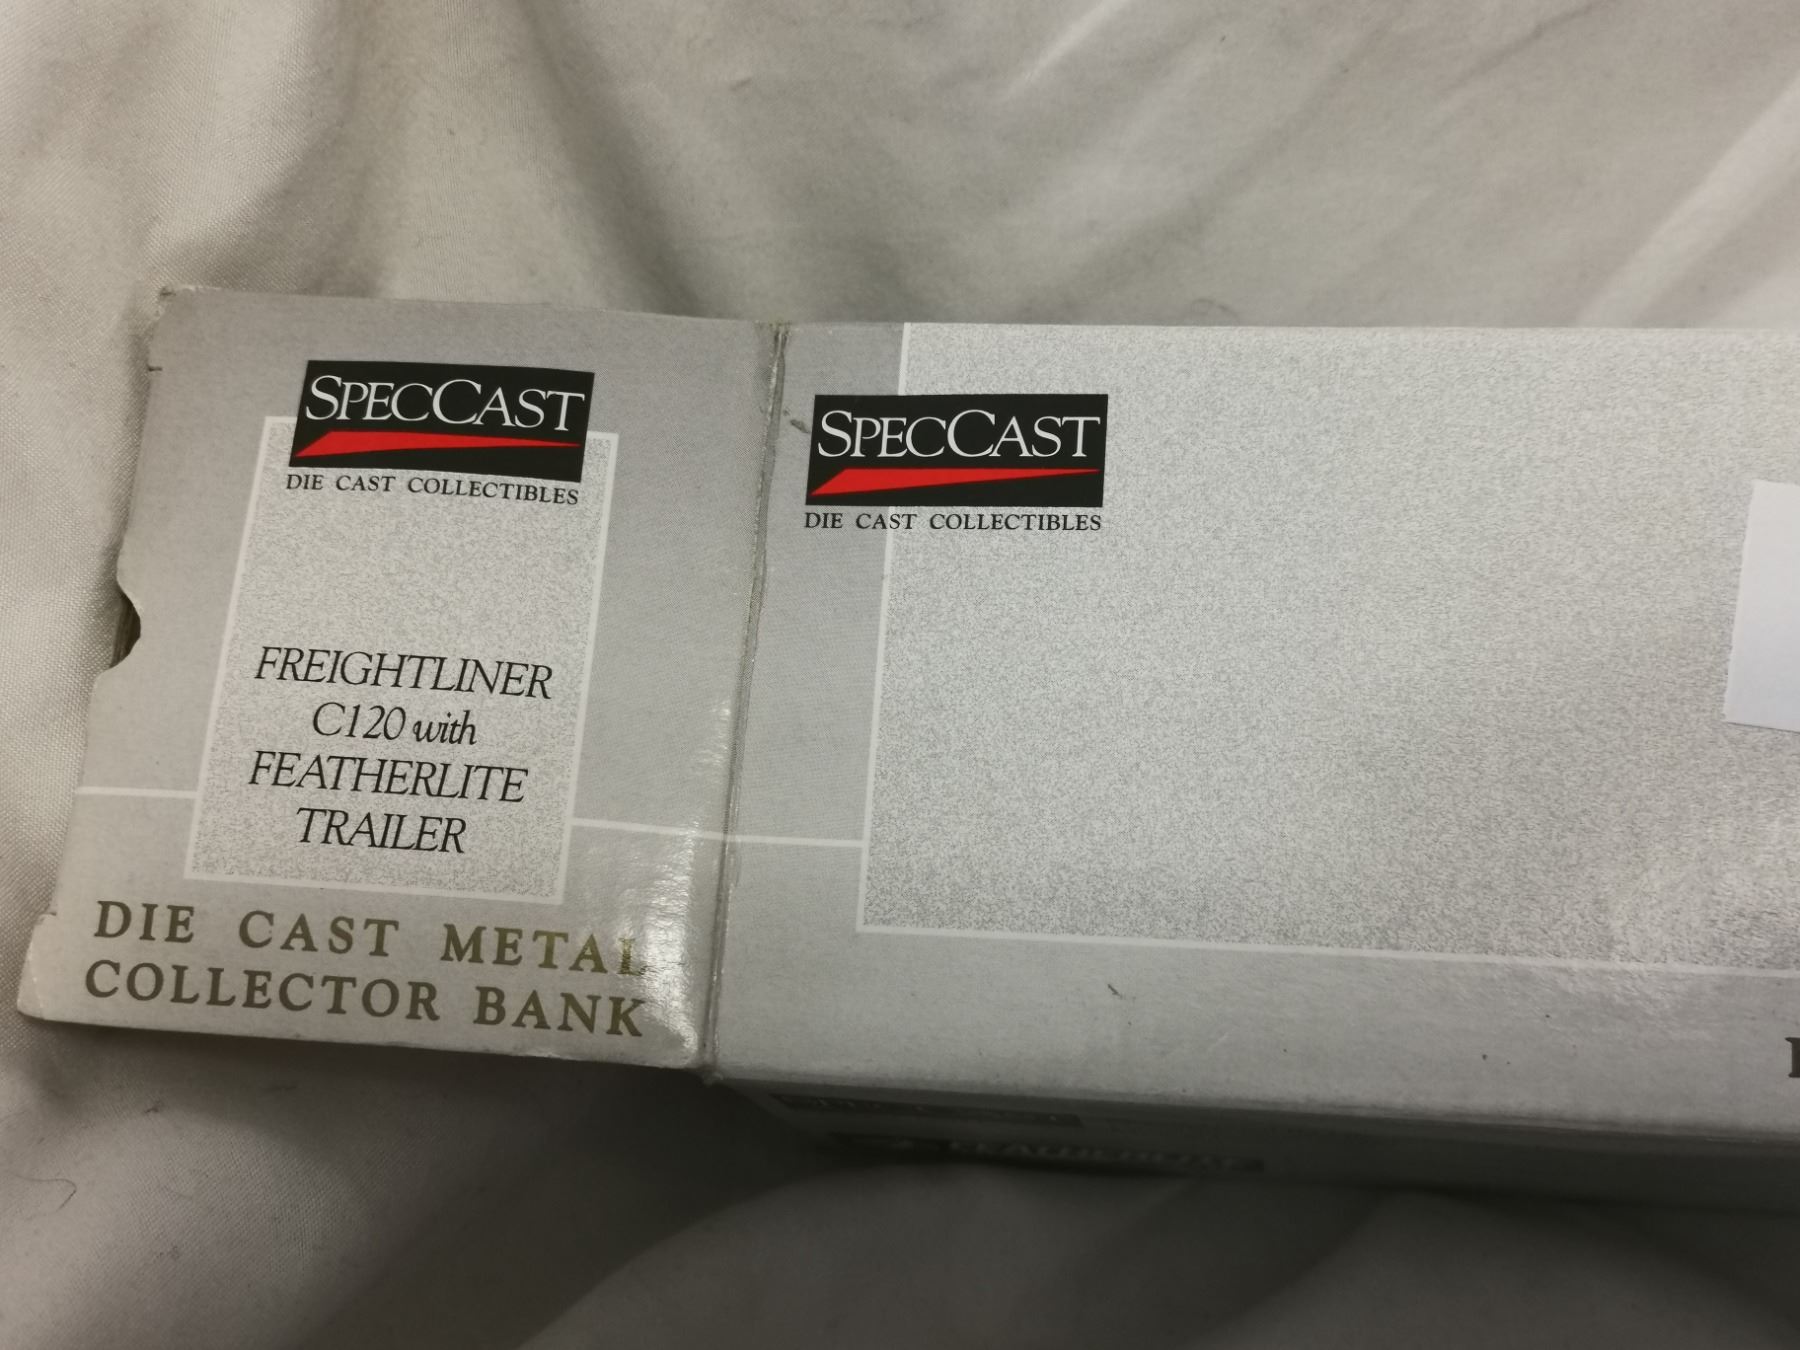 SPECCAST
DIE CAST COLLECTIBLES
FREIGHTLINER
C120 with
FEATHERLITE
TRAILER
DIE CAST METAL
COLLECTOR BANK
SPECCAST
DIE CAST COLLECTIBLES